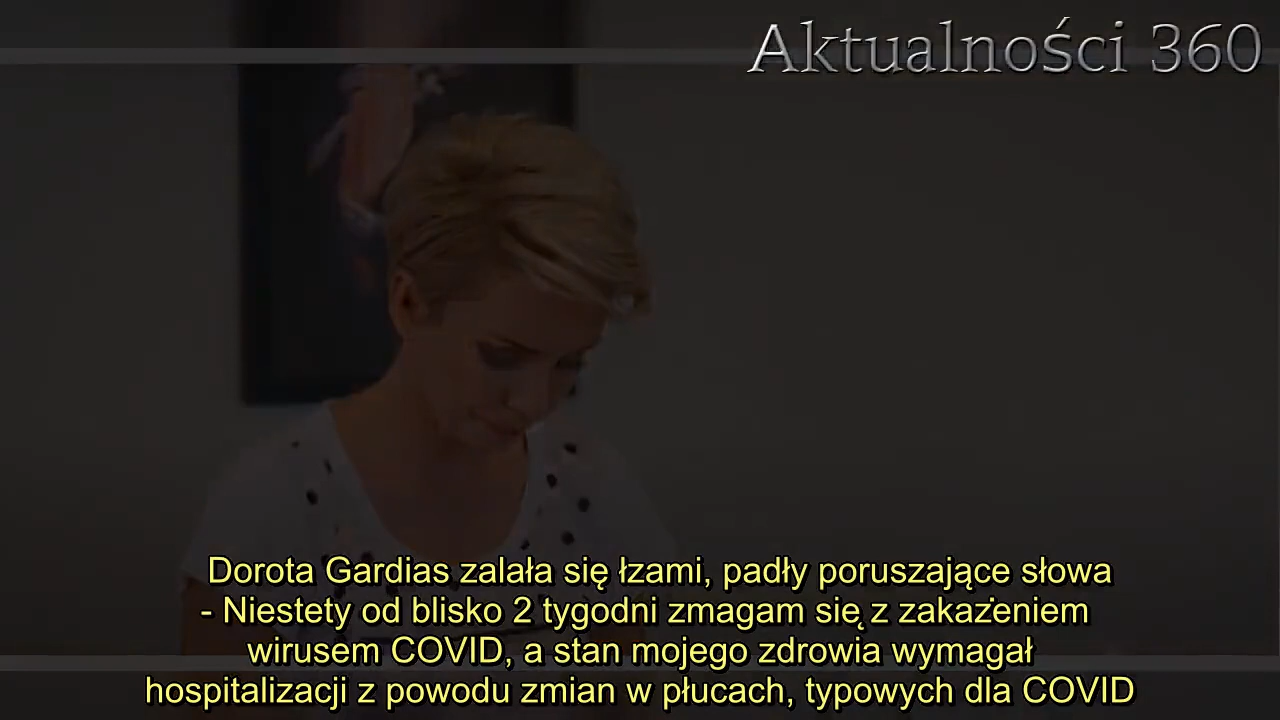 Aktualności 360
Dorota Gardias zalała się łzami, padły poruszające słowa
- Niestety od blisko 2 tygodni zmagam się z zakażeniem
wirusem COVID, a stan mojego zdrowia wymagał
hospitalizacji z powodu zmian w płucach, typowych dla COVID